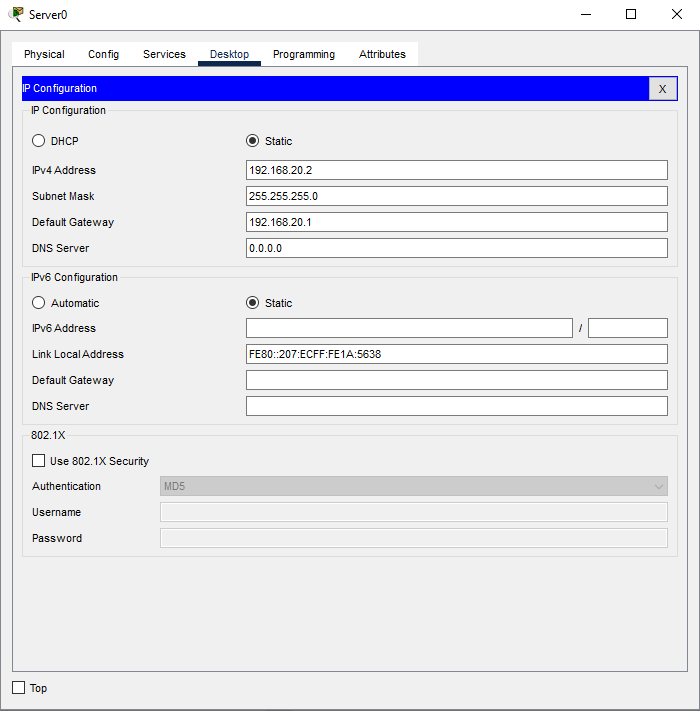 Server0
Physical Config Services Desktop Programming Attributes
IP Configuration X
IP Configuration
DHCP Static
IPv4 Address 192.168.20.2
Subnet Mask 255.255.255.0
Default Gateway 192.168.20.1
DNS Server 0.0.0.0
IPv6 Configuration
Automatic Static
IPv6 Address /
Link Local Address FE80::207:ECFF:FE1A:5638
Default Gateway
DNS Server
802.1X
Use 802.1X Security
Authentication MD5
Username
Password
Top